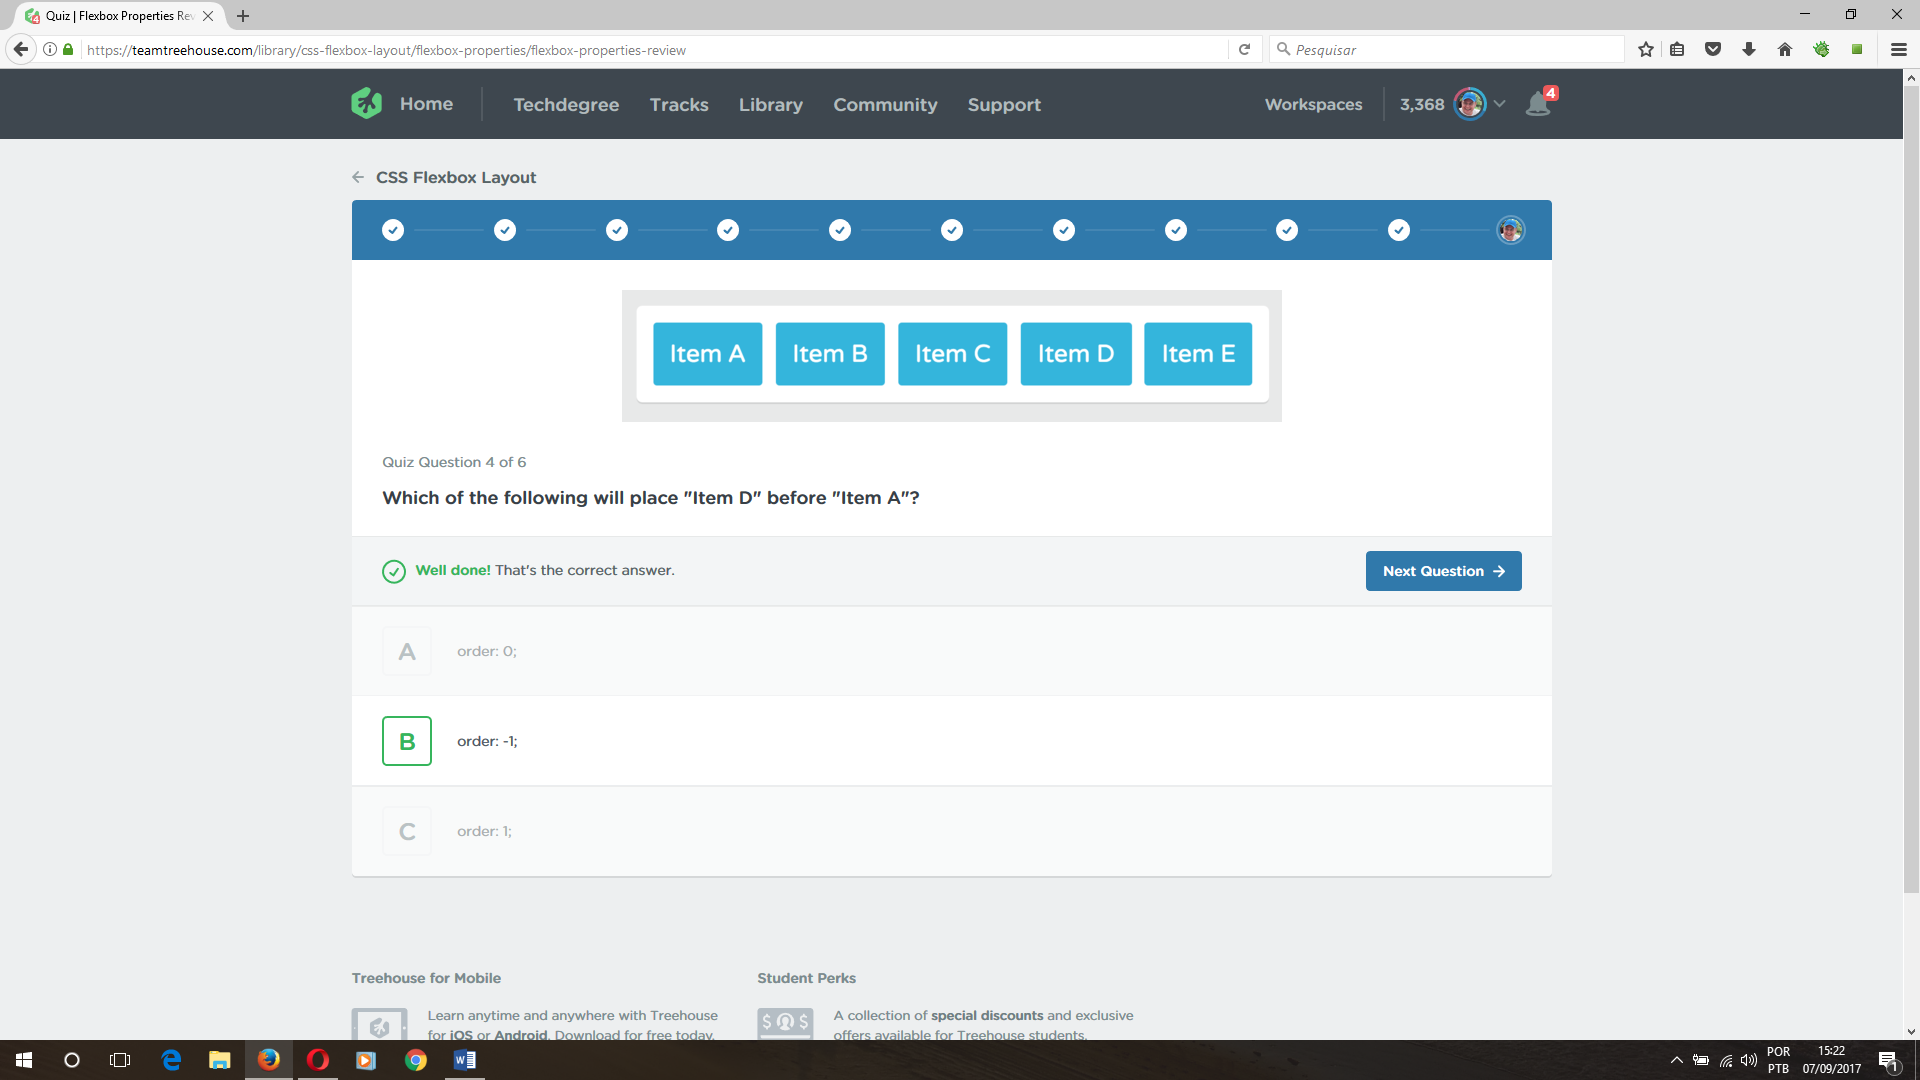 Quiz | Flexbox Properties Rev
https://teamtreehouse.com/library/css-flexbox-layout/flexbox-properties/flexbox-properties-review
Pesquisar
Home
Techdegree
Tracks
Library
Community
Support
Workspaces
3,368
4
CSS Flexbox Layout
Item A
Item B
Item C
Item D
Item E
Quiz Question 4 of 6
Which of the following will place "Item D" before "Item A"?
Well done! That's the correct answer.
Next Question
A
order: 0;
B
order: -1;
C
order: 1;
Treehouse for Mobile
Learn anytime and anywhere with Treehouse
for iOS or Android. Download for free today.
Student Perks
A collection of special discounts and exclusive
offers available for Treehouse students.
POR
PTB
15:22
07/09/2017
1